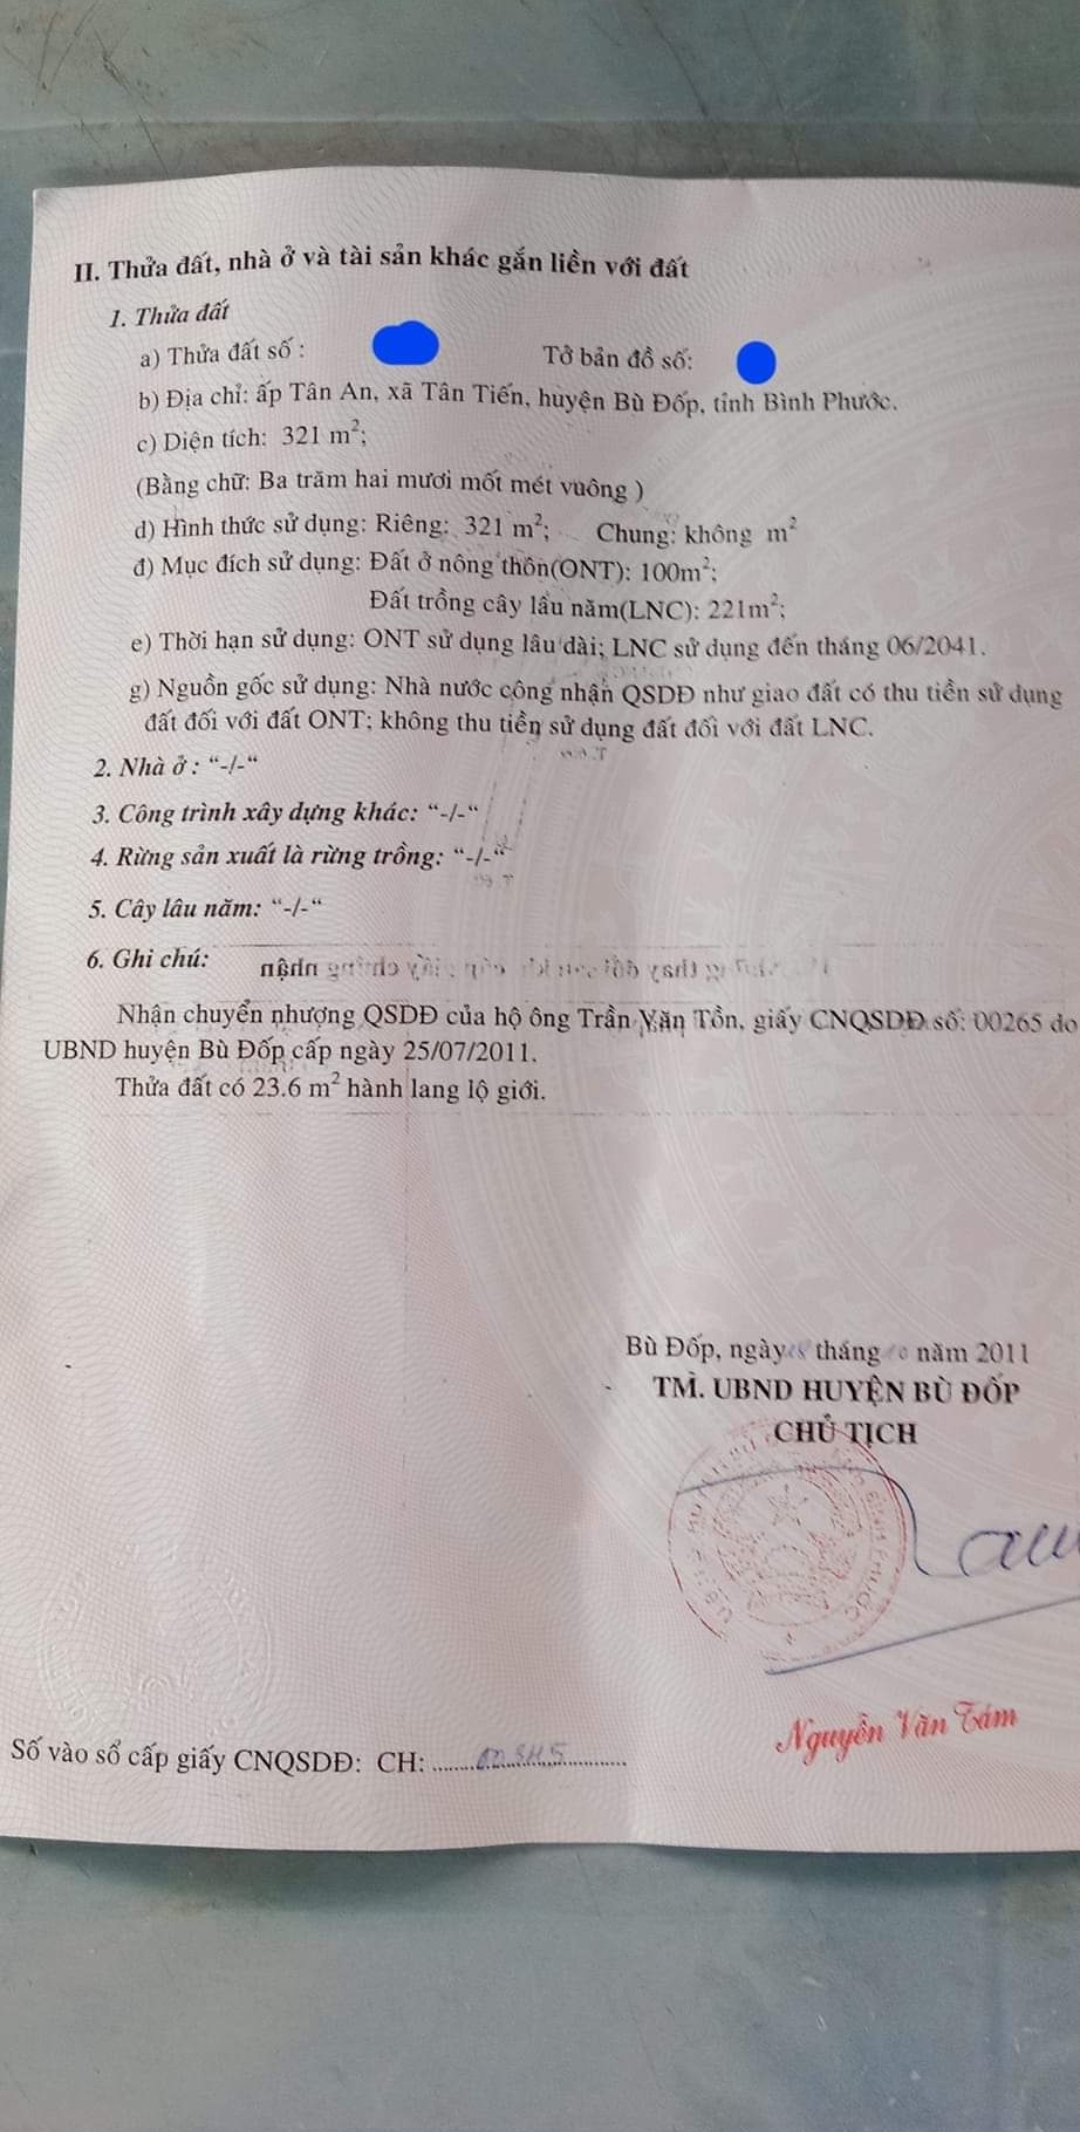 II. Thửa đất, nhà ở và tài sản khác gắn liền với đất
1. Thửa đất
a) Thửa đất số : Tờ bản đồ số:
b) Địa chỉ: ấp Tân An, xã Tân Tiến, huyện Bù Đốp, tỉnh Bình Phước.
c) Diện tích: 321 m²;
(Bằng chữ: Ba trăm hai mươi mốt mét vuông )
d) Hình thức sử dụng: Riêng: 321 m²; Chung: không m²
đ) Mục đích sử dụng: Đất ở nông thôn(ONT): 100m²;
Đất trồng cây lâu năm(LNC): 221m²;
e) Thời hạn sử dụng: ONT sử dụng lâu dài; LNC sử dụng đến tháng 06/2041.
g) Nguồn gốc sử dụng: Nhà nước công nhận QSDĐ như giao đất có thu tiền sử dụng
đất đối với đất ONT; không thu tiền sử dụng đất đối với đất LNC.
2. Nhà ở : “-/-“
3. Công trình xây dựng khác: “-/-“
4. Rừng sản xuất là rừng trồng: “-/-“
5. Cây lâu năm: “-/-“
6. Ghi chú:
Nhận chuyển nhượng QSDĐ của hộ ông Trần Văn Tồn, giấy CNQSDĐ số: 00265 do
UBND huyện Bù Đốp cấp ngày 25/07/2011.
Thửa đất có 23.6 m² hành lang lộ giới.
Bù Đốp, ngày tháng năm 2011
TM. UBND HUYỆN BÙ ĐỐP
CHỦ TỊCH
Nguyễn Văn Tám
Số vào sổ cấp giấy CNQSDĐ: CH: